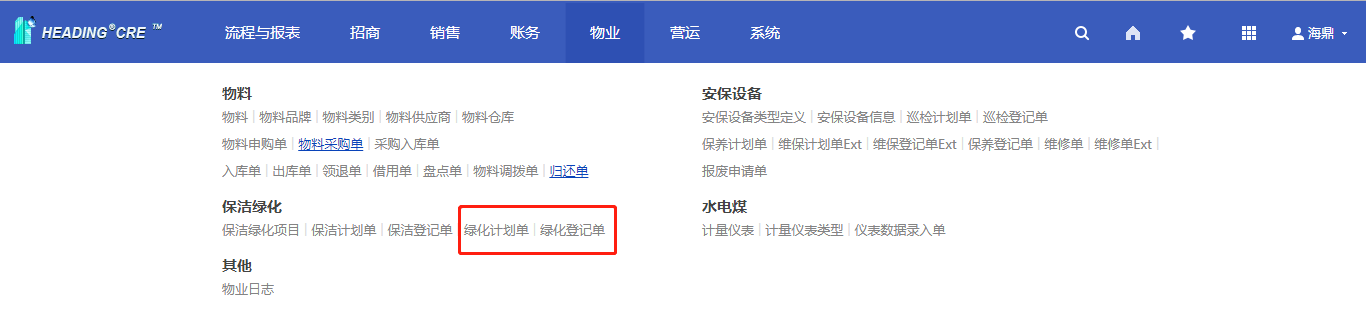 HEADING®CRE ™ 流程与报表 招商 销售 账务 物业 营运 系统 海鼎
物料
物料 | 物料品牌 | 物料类别 | 物料供应商 | 物料仓库
物料申购单 | 物料采购单 | 采购入库单
入库单 | 出库单 | 领退单 | 借用单 | 盘点单 | 物料调拨单 | 归还单
保洁绿化
保洁绿化项目 | 保洁计划单 | 保洁登记单 | 绿化计划单 | 绿化登记单
其他
物业日志
安保设备
安保设备类型定义 | 安保设备信息 | 巡检计划单 | 巡检登记单
保养计划单 | 维保计划单Ext | 维保登记单Ext | 保养登记单 | 维修单 | 维修单Ext |
报废申请单
水电煤
计量仪表 | 计量仪表类型 | 仪表数据录入单